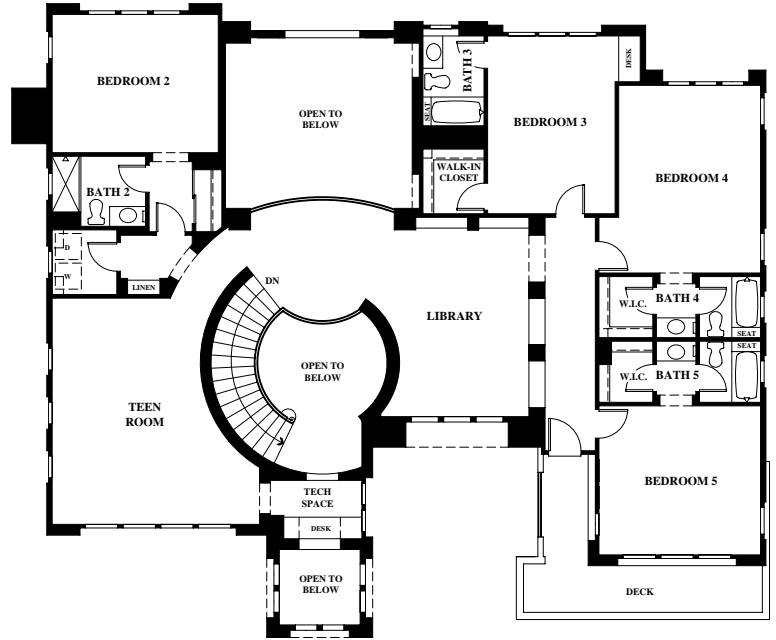 BEDROOM 2
OPEN TO
BELOW
BATH 3
SEAT
DESK
BEDROOM 3
BEDROOM 4
WALK-IN
CLOSET
BATH 2
D
W
LINEN
DN
LIBRARY
OPEN TO
BELOW
W.I.C.
BATH 4
SEAT
SEAT
W.I.C.
BATH 5
TEEN
ROOM
TECH
SPACE
DESK
BEDROOM 5
OPEN TO
BELOW
DECK